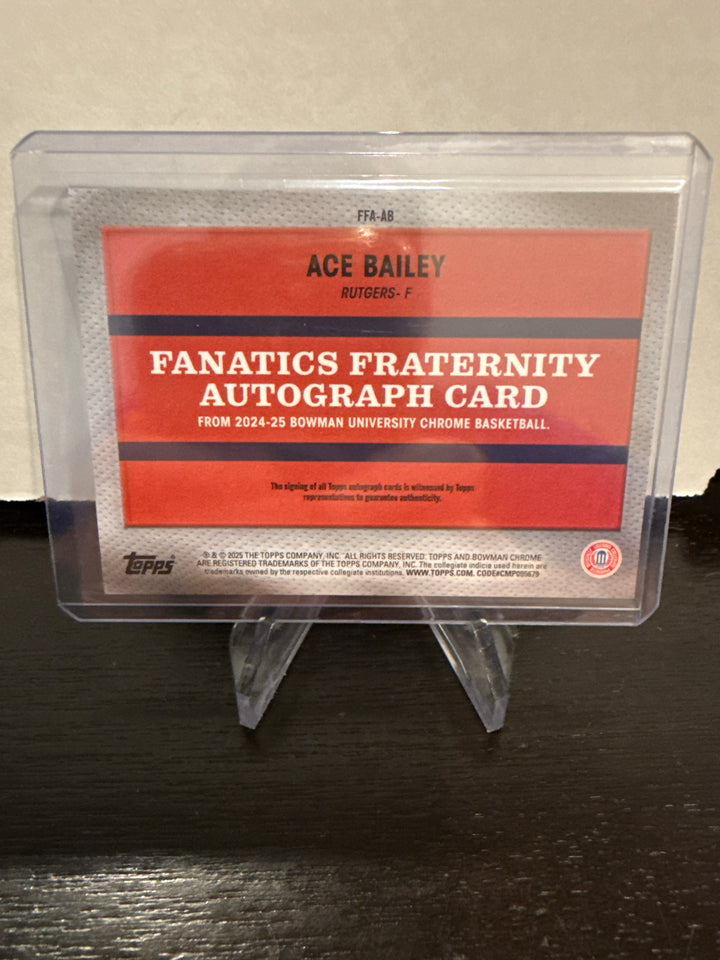 FFA-AB
ACE BAILEY
RUTGERS- F
FANATICS FRATERNITY
AUTOGRAPH CARD
FROM 2024-25 BOWMAN UNIVERSITY CHROME BASKETBALL.
The signing of all Topps autograph cards is witnessed by Topps
representatives to guarantee authenticity.
topps®
® & © 2025 THE TOPPS COMPANY, INC. ALL RIGHTS RESERVED. TOPPS AND BOWMAN CHROME
ARE REGISTERED TRADEMARKS OF THE TOPPS COMPANY, INC. The collegiate indicia used herein are
trademarks owned by the respective collegiate institutions. WWW.TOPPS.COM. CODE#CMP095679